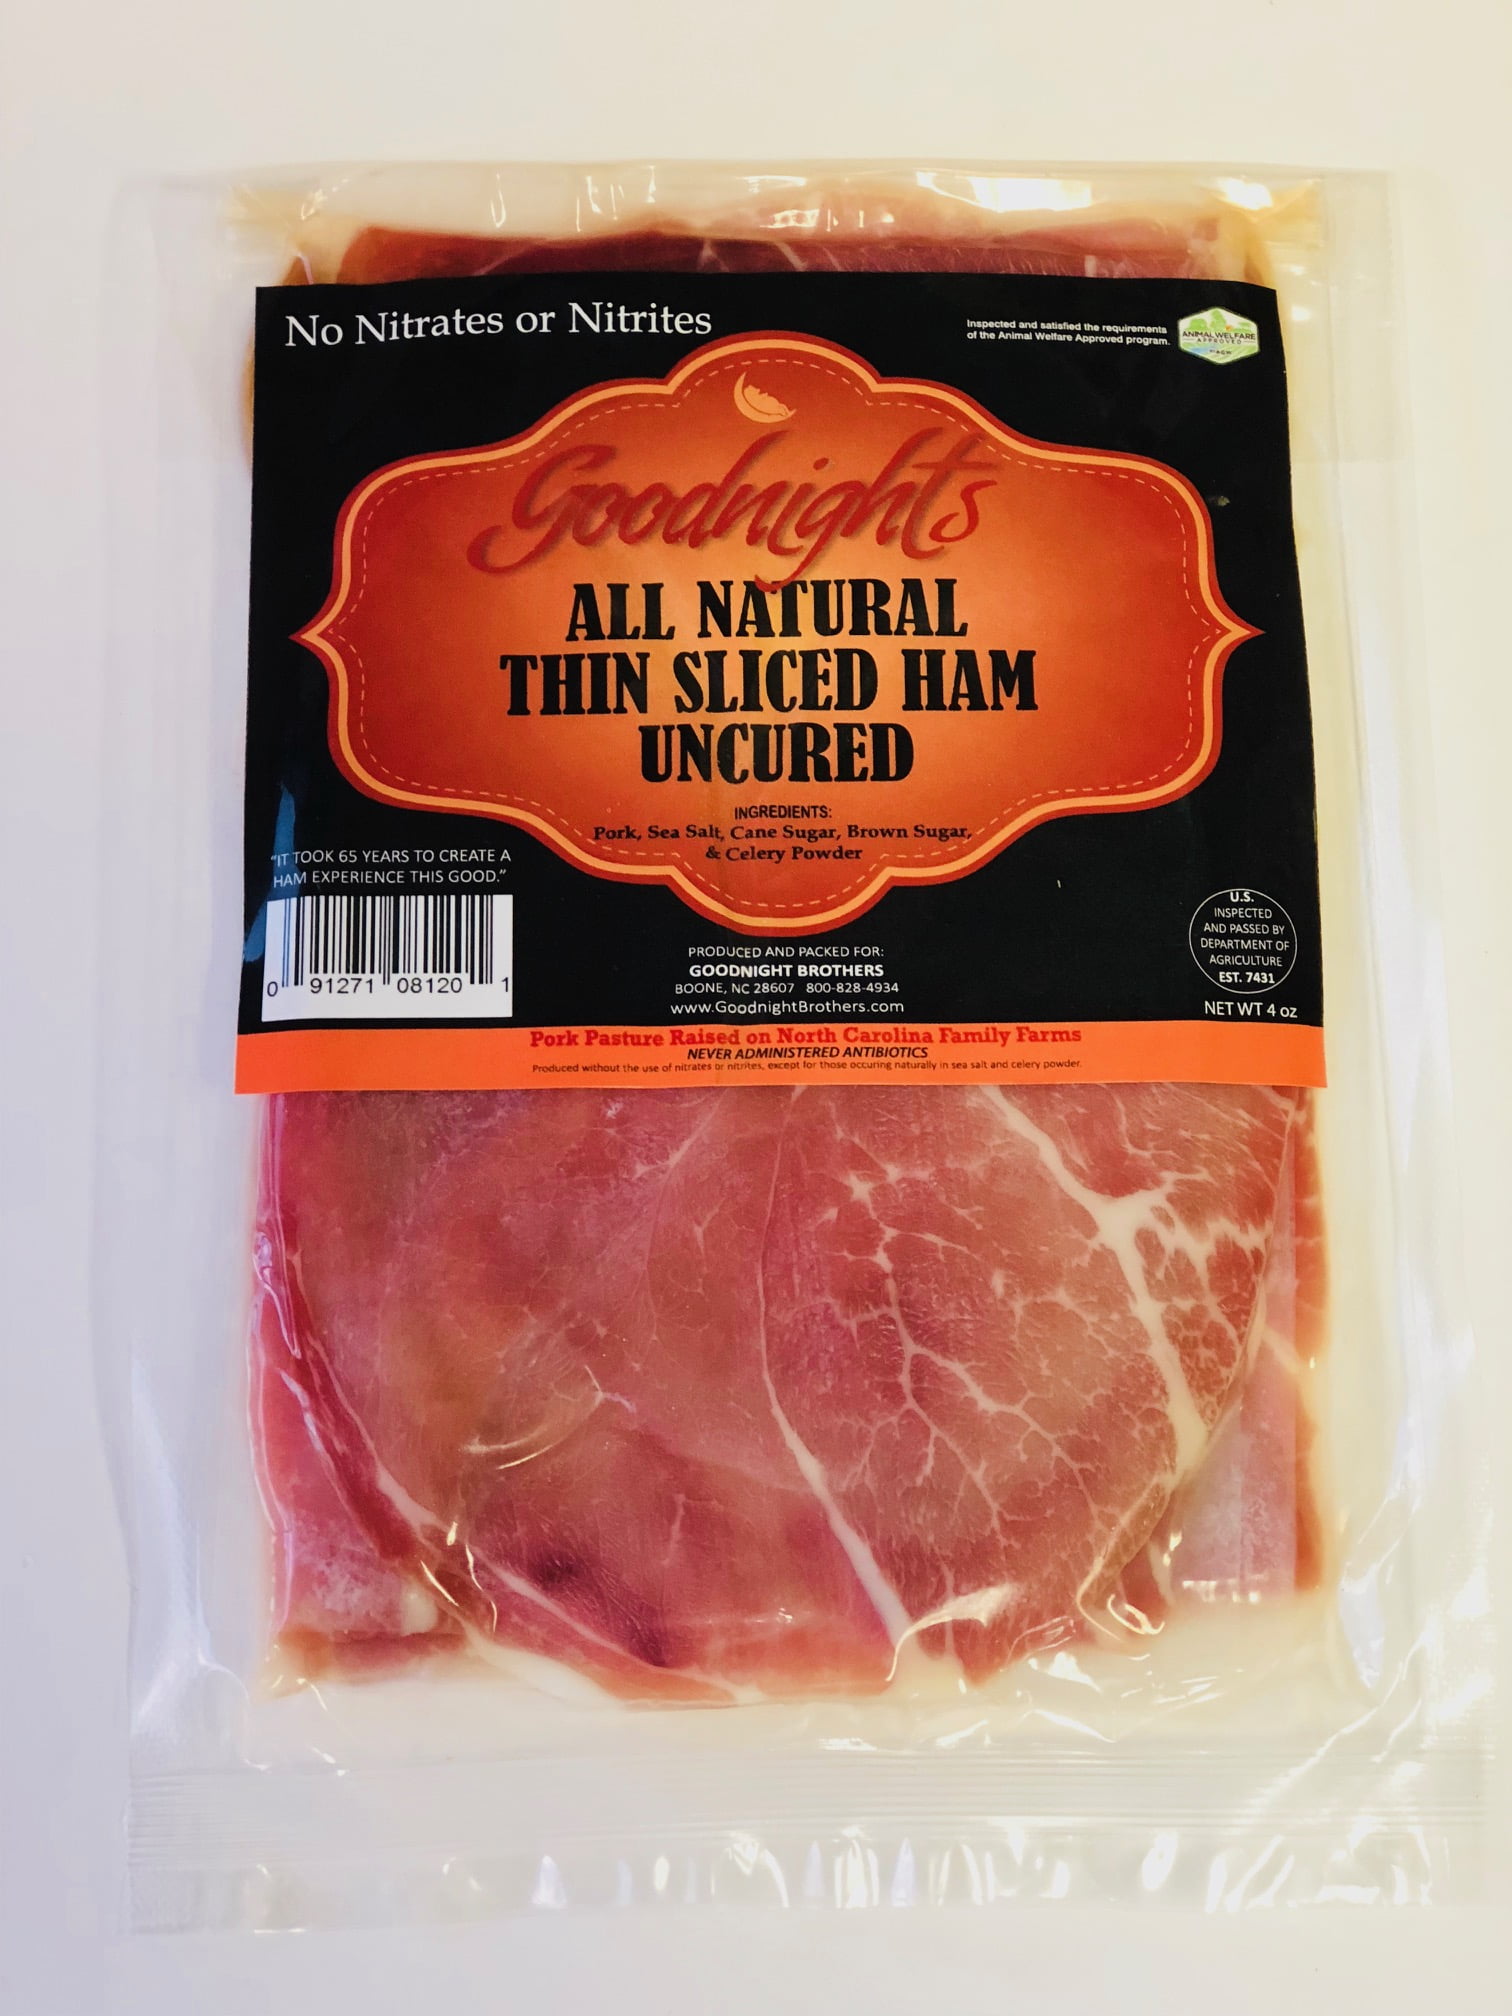 No Nitrates or Nitrites
Inspected and satisfied the requirements
of the Animal Welfare Approved program.
ANIMAL WELFARE
APPROVED
Goodnights
ALL NATURAL
THIN SLICED HAM
UNCURED
INGREDIENTS:
Pork, Sea Salt, Cane Sugar, Brown Sugar,
& Celery Powder
"IT TOOK 65 YEARS TO CREATE A
HAM EXPERIENCE THIS GOOD."
0 91271 08120 1
PRODUCED AND PACKED FOR:
GOODNIGHT BROTHERS
BOONE, NC 28607 800-828-4934
www.GoodnightBrothers.com
U.S.
INSPECTED
AND PASSED BY
DEPARTMENT OF
AGRICULTURE
EST. 7431
NET WT 4 oz
Pork Pasture Raised on North Carolina Family Farms
NEVER ADMINISTERED ANTIBIOTICS
Produced without the use of nitrates or nitrites, except for those occuring naturally in sea salt and celery powder.